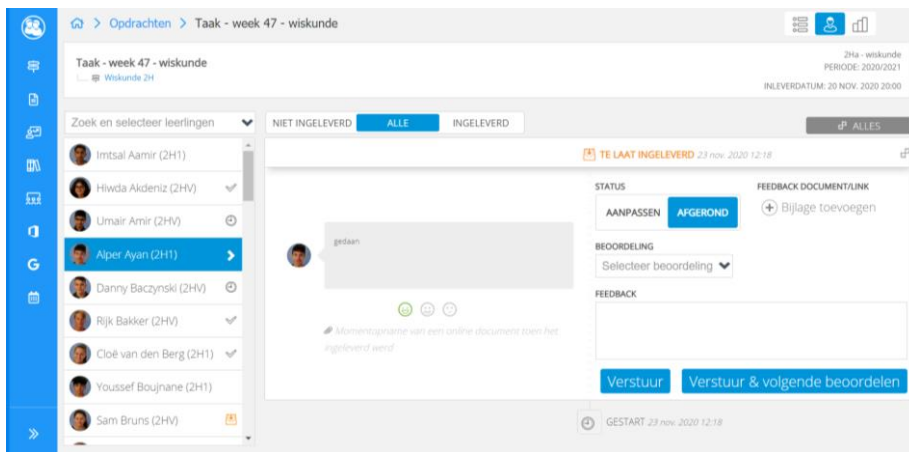 Opdrachten > Taak - week 47 - wiskunde
Taak - week 47 - wiskunde
Wiskunde 2H
2Ha - wiskunde
PERIODE: 2020/2021
INLEVERDATUM: 20 NOV. 2020 20:00
Zoek en selecteer leerlingen
NIET INGELEVERD ALLE INGELEVERD
ALLES
Imtsal Aamir (2H1)
Hiwda Akdeniz (2HV)
Umair Amir (2HV)
Alper Ayan (2H1)
Danny Baczynski (2HV)
Rijk Bakker (2HV)
Cloë van den Berg (2H1)
Youssef Boujnane (2H1)
Sam Bruns (2HV)
TE LAAT INGELEVERD 23 nov. 2020 12:18
gedaan
Momentopname van een online document toen het
ingeleverd werd
STATUS
AANPASSEN AFGEROND
FEEDBACK DOCUMENT/LINK
Bijlage toevoegen
BEOORDELING
Selecteer beoordeling
FEEDBACK
Verstuur Verstuur & volgende beoordelen
GESTART 23 nov. 2020 12:18